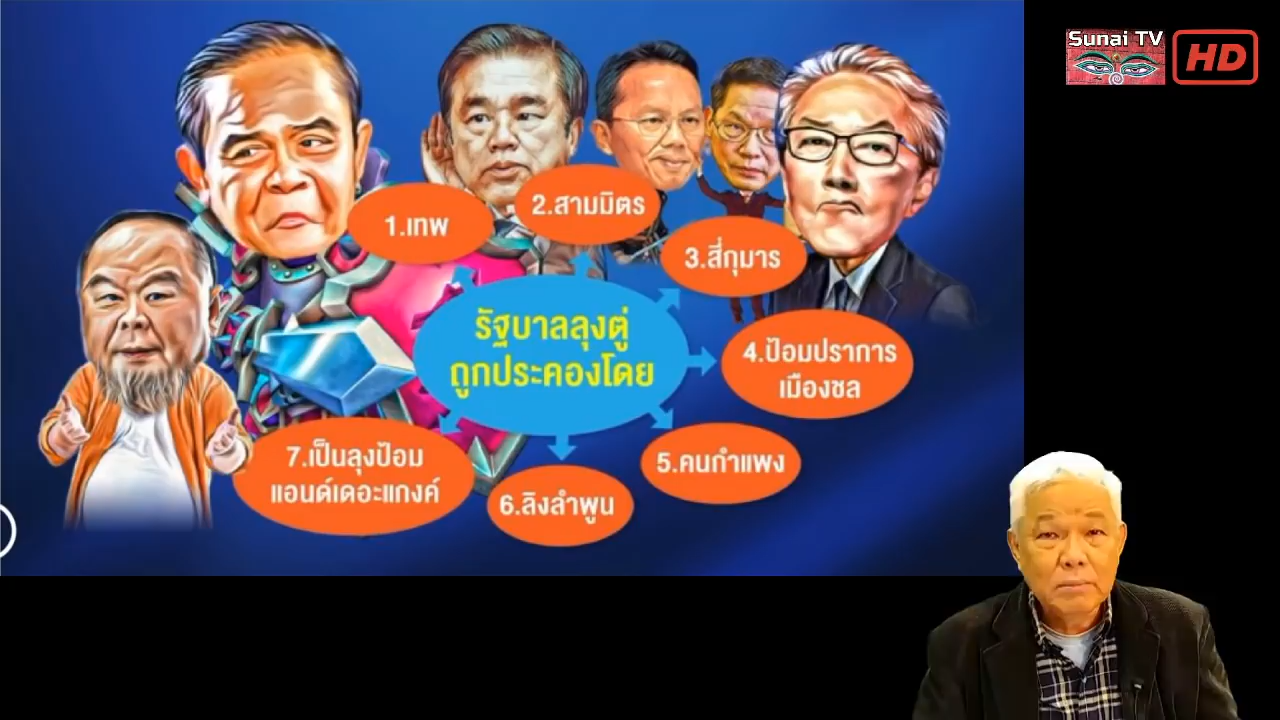 Sunai TV
HD
1.เทพ
2.สามมิตร
3.สี่กุมาร
รัฐบาลลุงตู่
ถูกประคองโดย
4.ป้อมปราการ
เมืองชล
5.คนกำแพง
6.ลิงลำพูน
7.เป็นลุงป้อม
แอนด์เดอะแกงค์